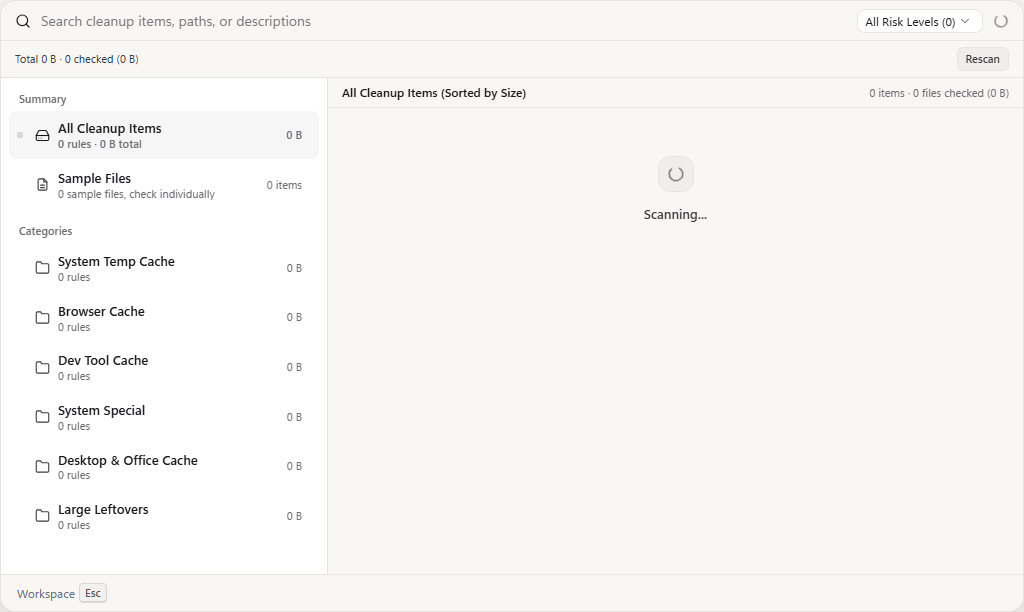 Search cleanup items, paths, or descriptions
All Risk Levels (0)
Total 0 B · 0 checked (0 B)
Rescan
Summary
All Cleanup Items
0 rules · 0 B total
0 B
Sample Files
0 sample files, check individually
0 items
Categories
System Temp Cache
0 rules
0 B
Browser Cache
0 rules
0 B
Dev Tool Cache
0 rules
0 B
System Special
0 rules
0 B
Desktop & Office Cache
0 rules
0 B
Large Leftovers
0 rules
0 B
All Cleanup Items (Sorted by Size)
0 items · 0 files checked (0 B)
Scanning...
Workspace
Esc